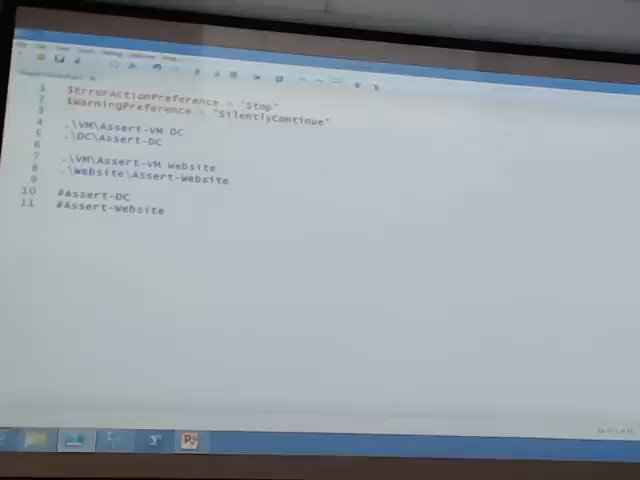 1 $ErrorActionPreference = "Stop"
2 $WarningPreference = "SilentlyContinue"
3
4 .\VM\Assert-VM DC
5 .\DC\Assert-DC
6
7 .\VM\Assert-VM Website
8 .\Website\Assert-Website
9
10 #Assert-DC
11 #Assert-Website